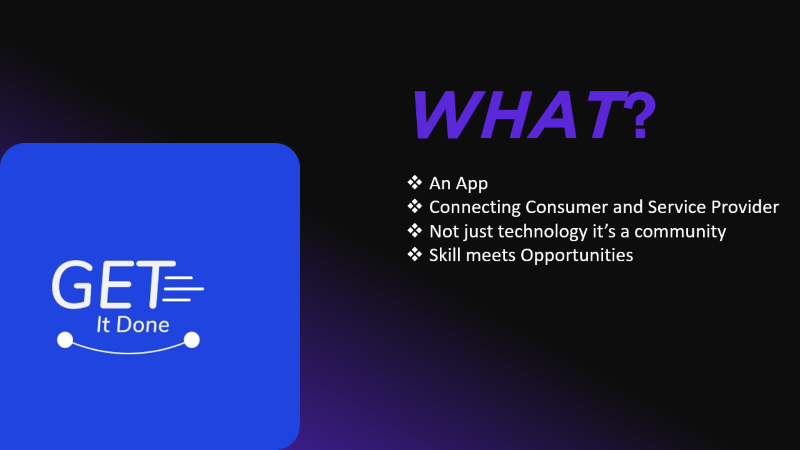 WHAT?
❖ An App
❖ Connecting Consumer and Service Provider
❖ Not just technology it’s a community
❖ Skill meets Opportunities
GET
It Done